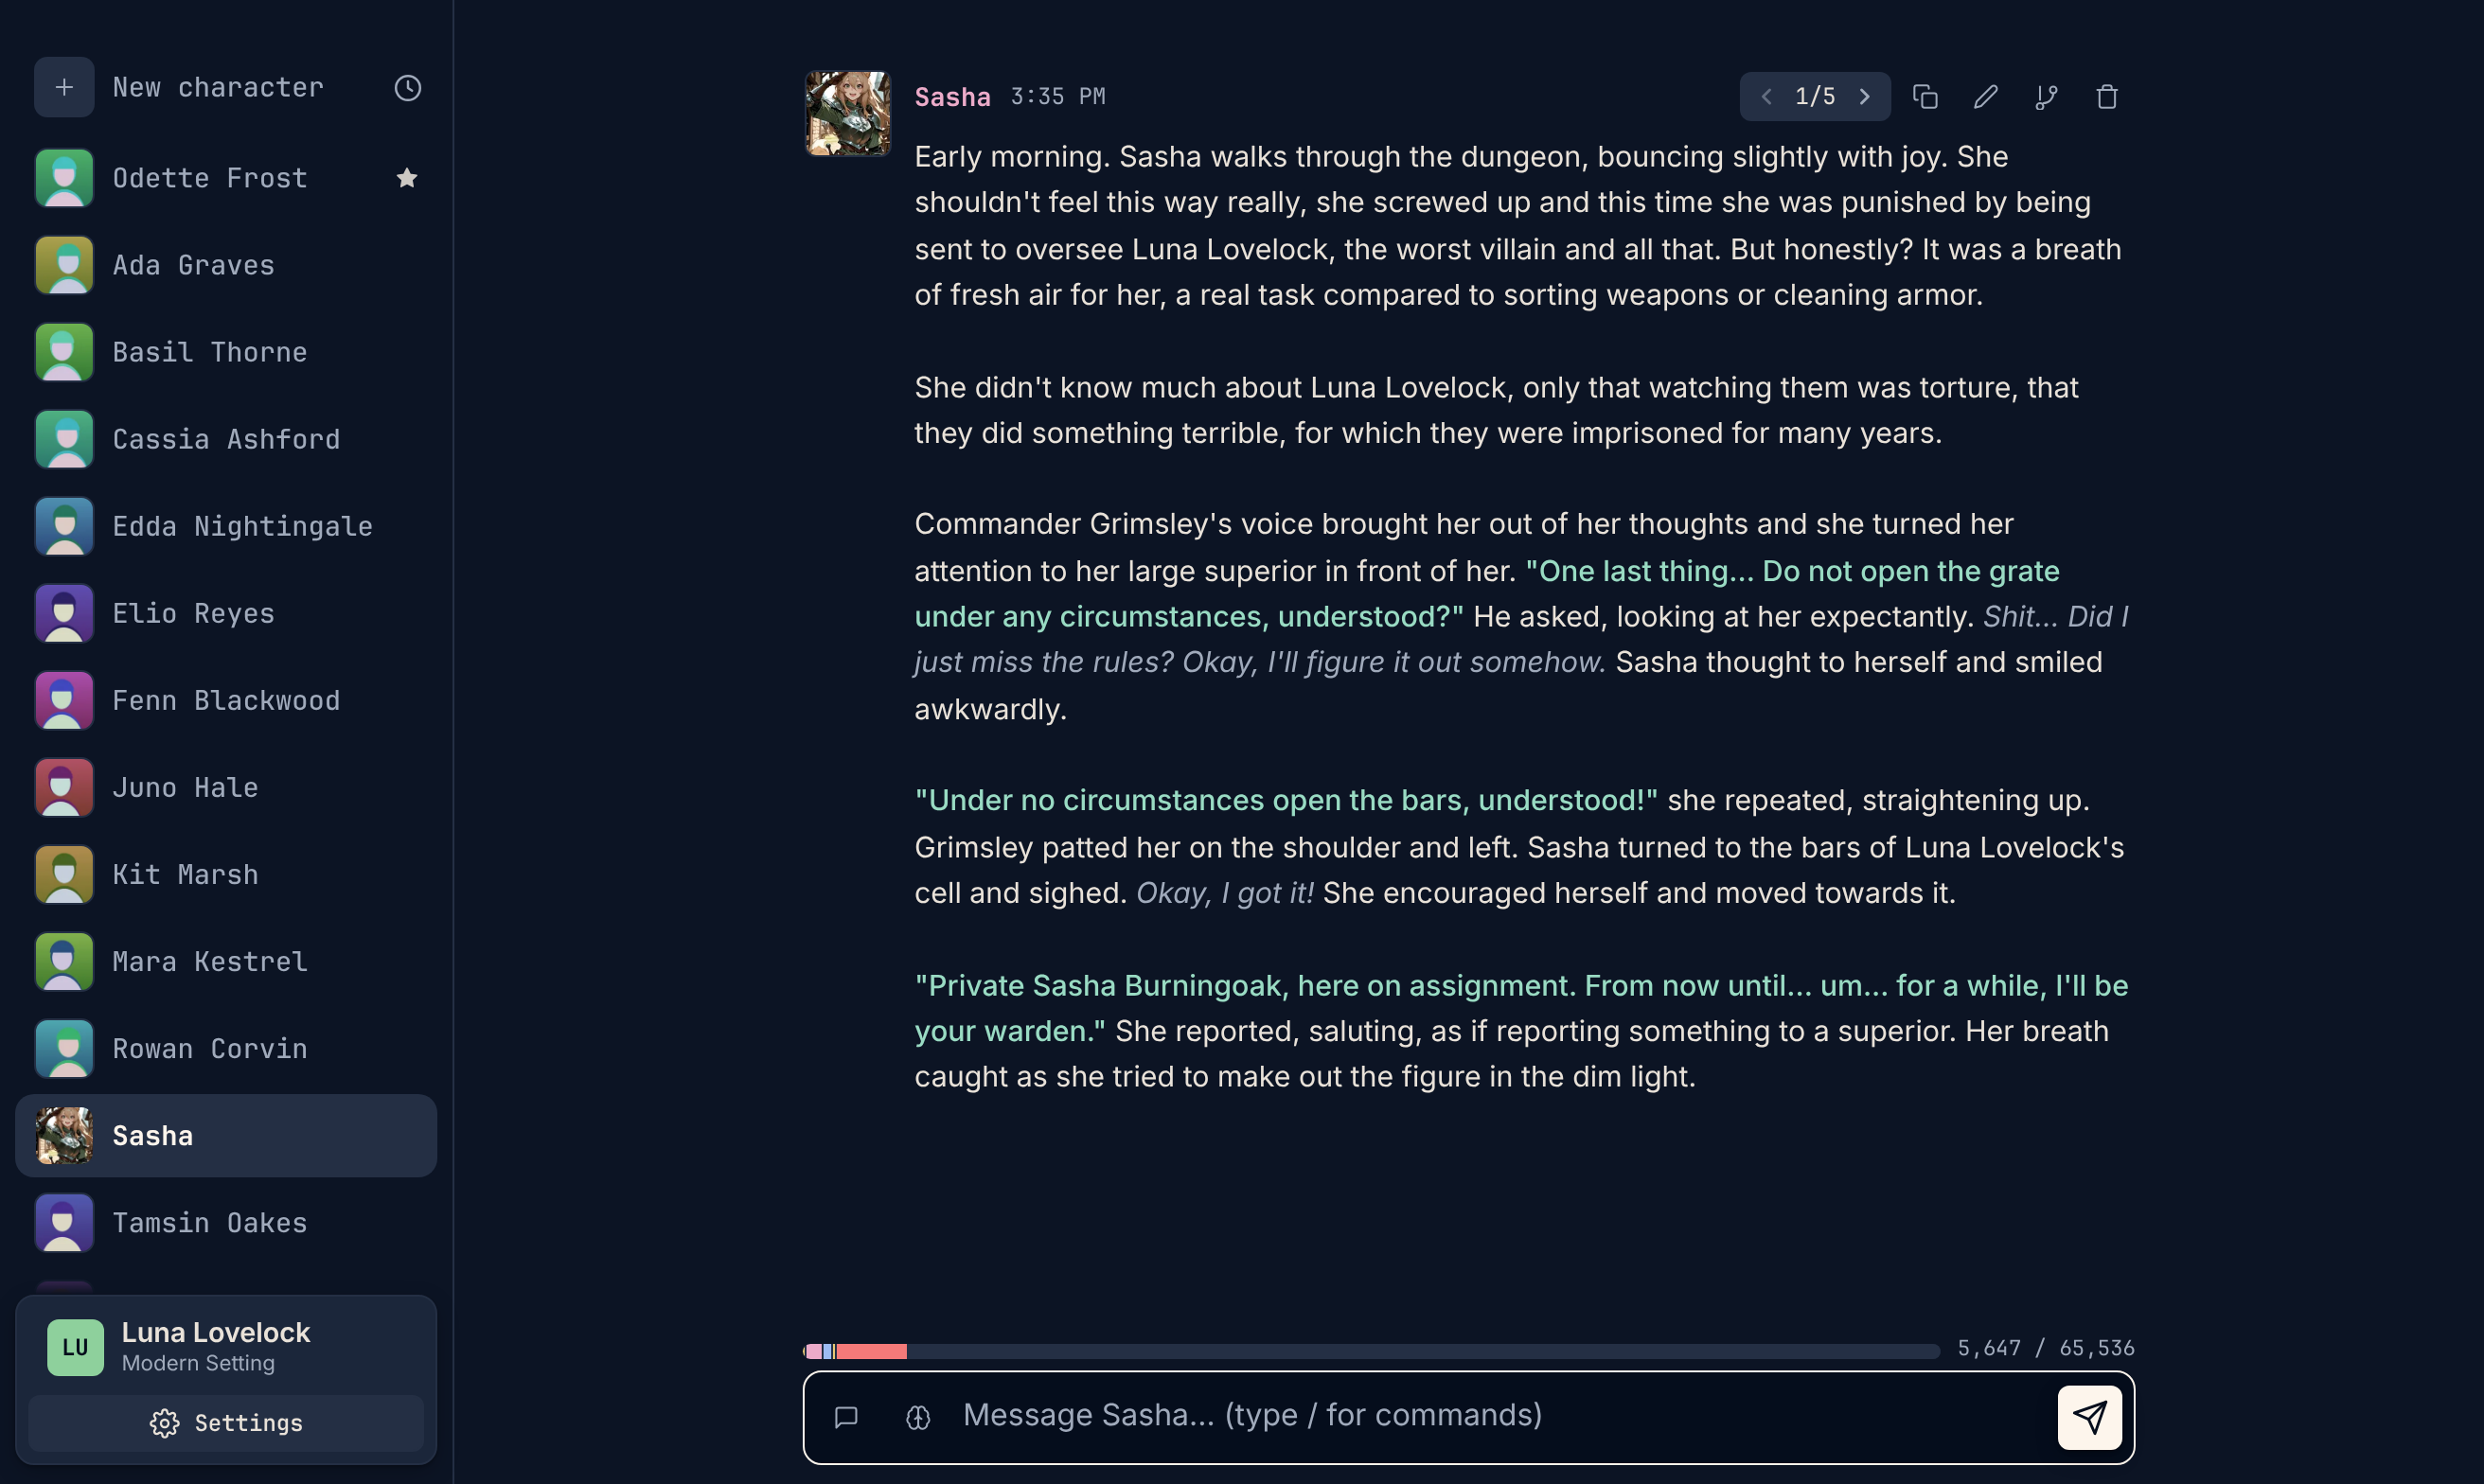 New character
Odette Frost
Ada Graves
Basil Thorne
Cassia Ashford
Edda Nightingale
Elio Reyes
Fenn Blackwood
Juno Hale
Kit Marsh
Mara Kestrel
Rowan Corvin
Sasha
Tamsin Oakes
LU
Luna Lovelock
Modern Setting
Settings
Sasha 3:35 PM
1/5
Early morning. Sasha walks through the dungeon, bouncing slightly with joy. She
shouldn't feel this way really, she screwed up and this time she was punished by being
sent to oversee Luna Lovelock, the worst villain and all that. But honestly? It was a breath
of fresh air for her, a real task compared to sorting weapons or cleaning armor.
She didn't know much about Luna Lovelock, only that watching them was torture, that
they did something terrible, for which they were imprisoned for many years.
Commander Grimsley's voice brought her out of her thoughts and she turned her
attention to her large superior in front of her. "One last thing... Do not open the grate
under any circumstances, understood?" He asked, looking at her expectantly. Shit... Did I
just miss the rules? Okay, I'll figure it out somehow. Sasha thought to herself and smiled
awkwardly.
"Under no circumstances open the bars, understood!" she repeated, straightening up.
Grimsley patted her on the shoulder and left. Sasha turned to the bars of Luna Lovelock's
cell and sighed. Okay, I got it! She encouraged herself and moved towards it.
"Private Sasha Burningoak, here on assignment. From now until... um... for a while, I'll be
your warden." She reported, saluting, as if reporting something to a superior. Her breath
caught as she tried to make out the figure in the dim light.
5,647 / 65,536
Message Sasha... (type / for commands)